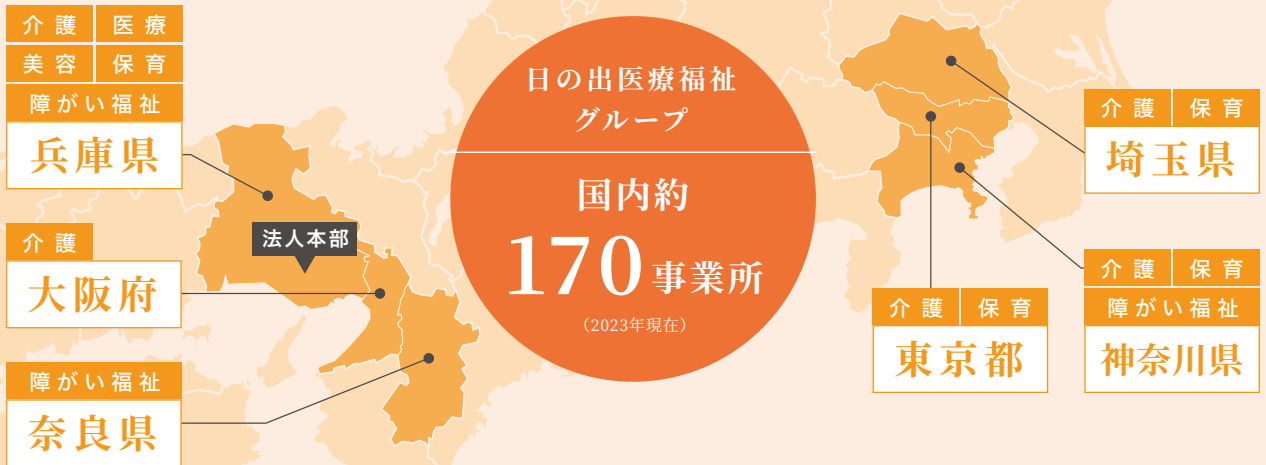 介護 医療
美容 保育
障がい福祉
兵庫県
介護
大阪府
障がい福祉
奈良県
法人本部
日の出医療福祉
グループ
国内約
170事業所
（2023年現在）
介護 保育
埼玉県
介護 保育
東京都
介護 保育
障がい福祉
神奈川県